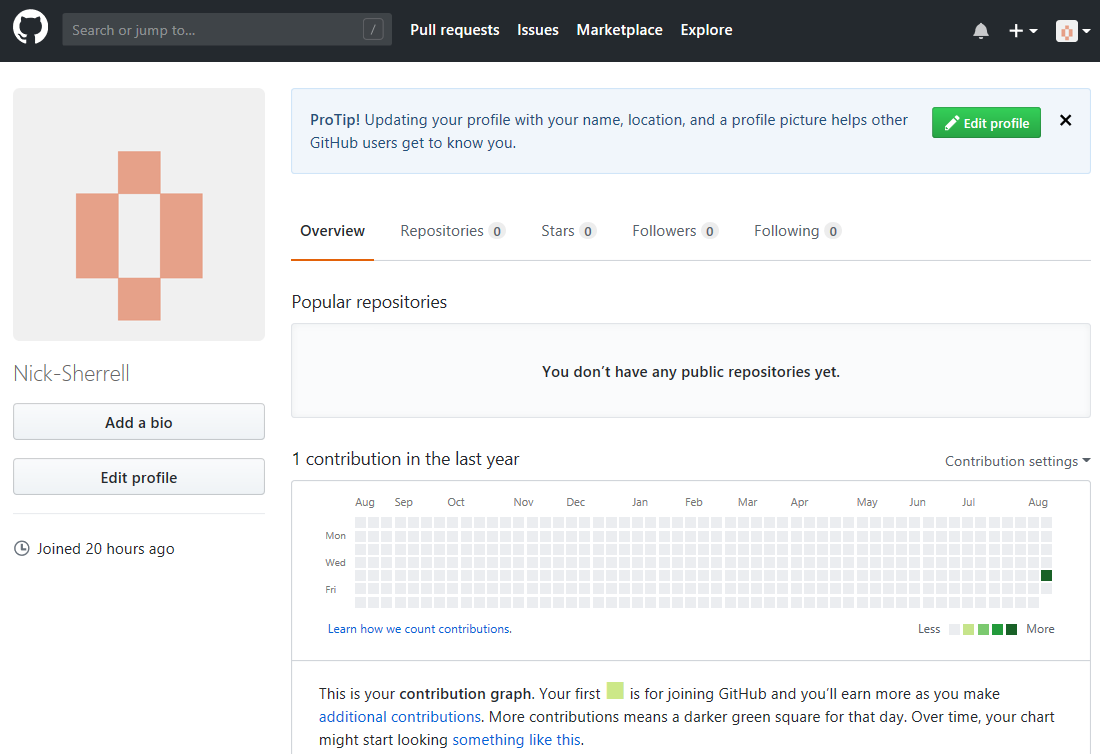 Search or jump to...
/
Pull requests Issues Marketplace Explore
ProTip! Updating your profile with your name, location, and a profile picture helps other
GitHub users get to know you.
Edit profile
Overview Repositories 0 Stars 0 Followers 0 Following 0
Popular repositories
You don’t have any public repositories yet.
Nick-Sherrell
Add a bio
Edit profile
Joined 20 hours ago
1 contribution in the last year
Contribution settings
Aug Sep Oct Nov Dec Jan Feb Mar Apr May Jun Jul Aug
Mon
Wed
Fri
Learn how we count contributions.
Less More
This is your contribution graph. Your first is for joining GitHub and you’ll earn more as you make
additional contributions. More contributions means a darker green square for that day. Over time, your chart
might start looking something like this.